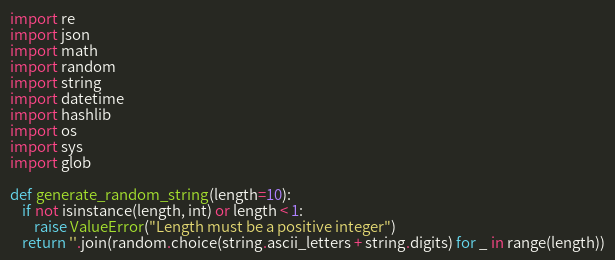 import re
import json
import math
import random
import string
import datetime
import hashlib
import os
import sys
import glob
def generate_random_string(length=10):
if not isinstance(length, int) or length < 1:
raise ValueError("Length must be a positive integer")
return ''.join(random.choice(string.ascii_letters + string.digits) for _ in range(length))